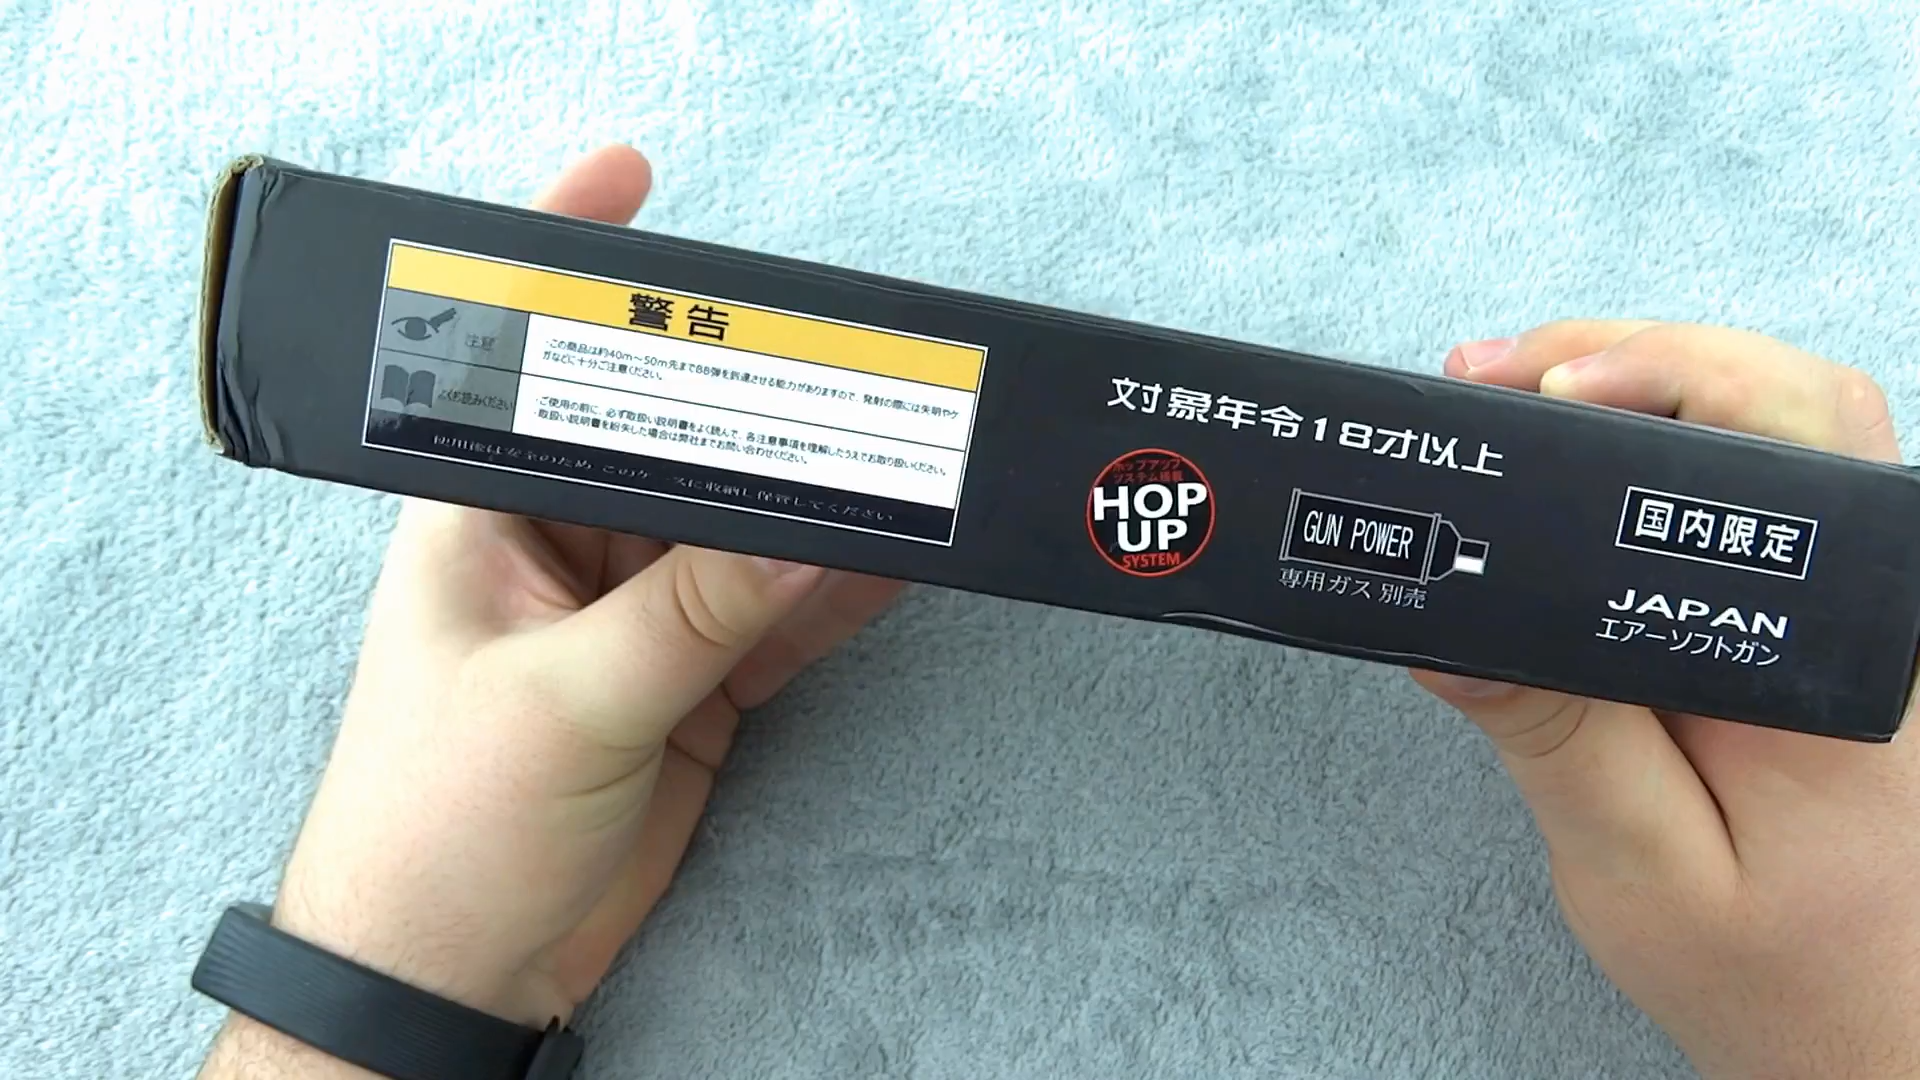 警告
注意
・この商品は約40m〜50m先までBB弾を到達させる能力がありますので、発射の際には失明やケ
ガなどに十分ご注意ください。
よくお読みください
・ご使用の前に、必ず取扱い説明書をよく読んで、各注意事項を理解したうえでお取り扱いください。
・取扱い説明書を紛失した場合は弊社までお問い合わせください。
使用後は安全のため このケースに収納し保管してください
対象年令18才以上
ホップアップ
システム搭載
HOP
UP
SYSTEM
GUN POWER
専用ガス 別売
国内限定
JAPAN
エアーソフトガン